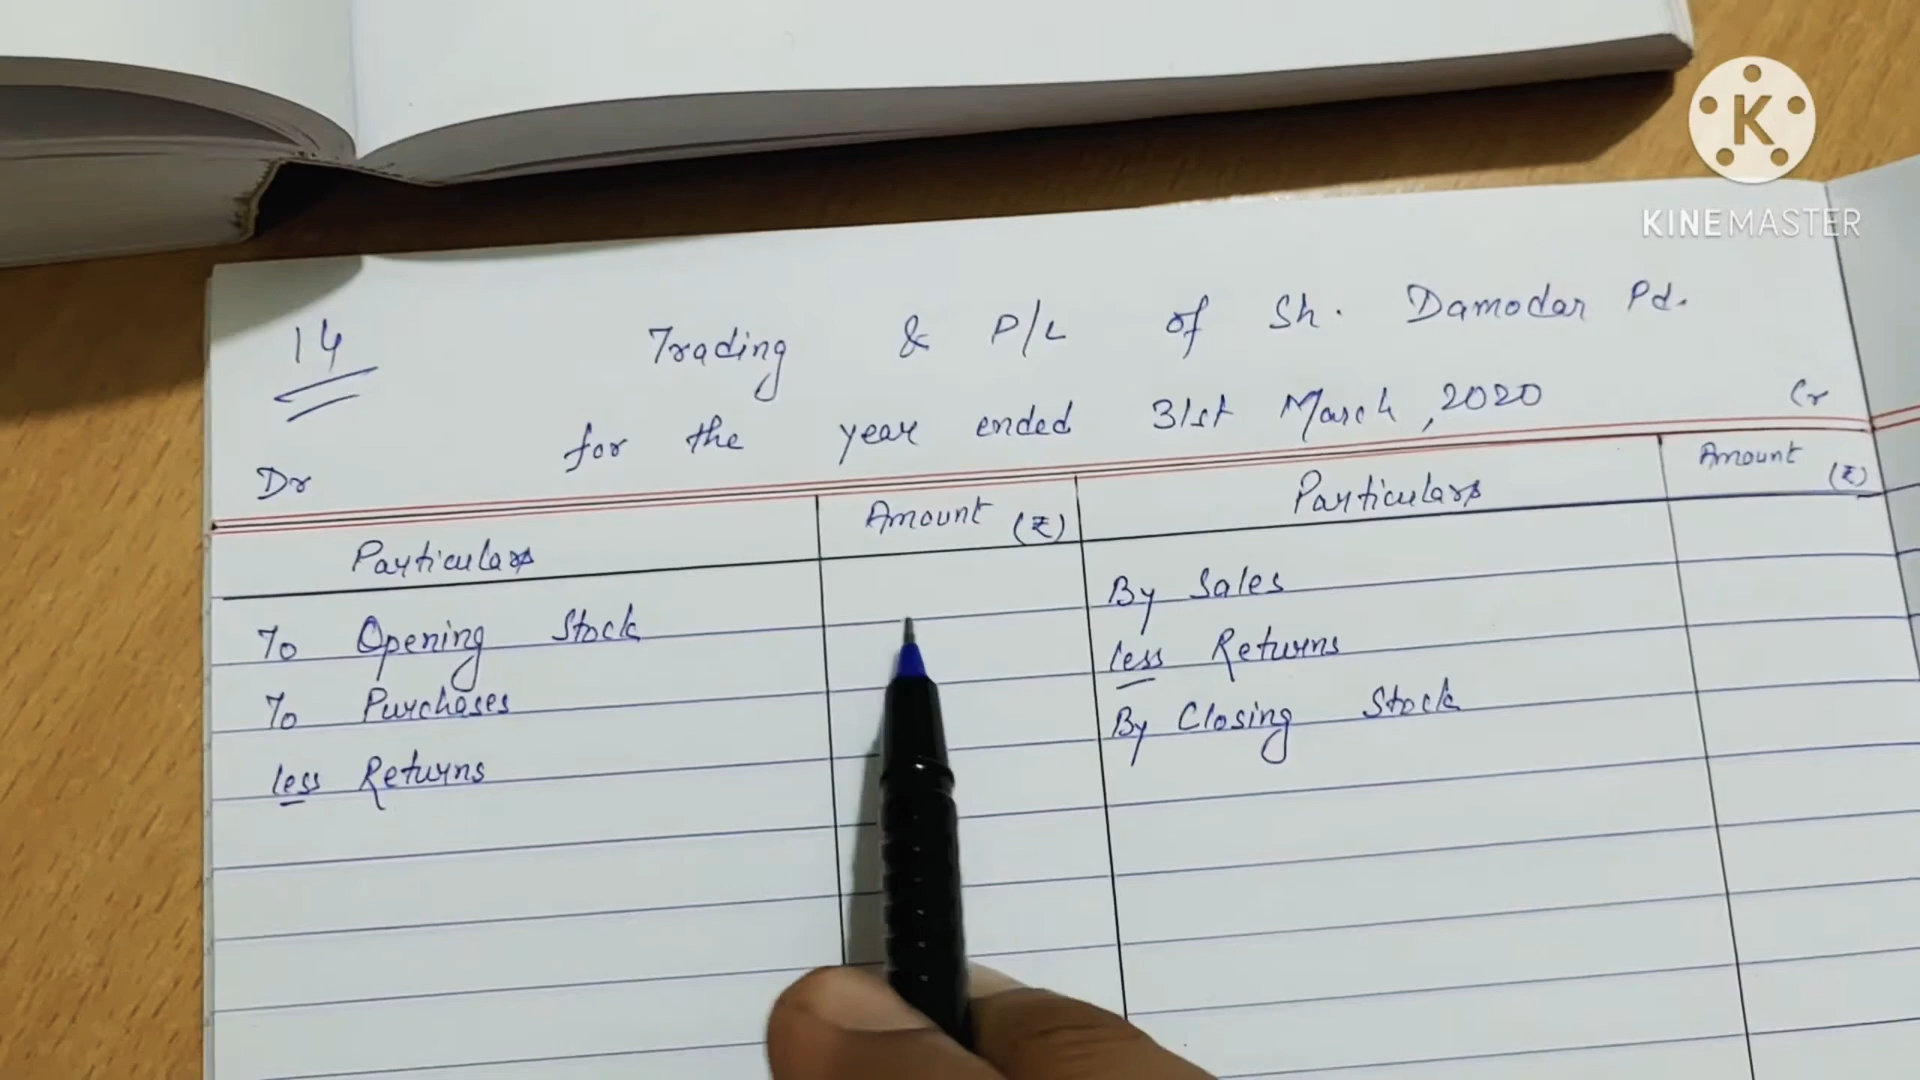 K
KINEMASTER
14
Trading & P/L of Sh. Damodar Pd.
for the year ended 31st March, 2020
Dr
Cr
Particulars
Amount (₹)
Particulars
Amount (₹)
To Opening Stock
To Purchases
less Returns
By Sales
less Returns
By Closing Stock